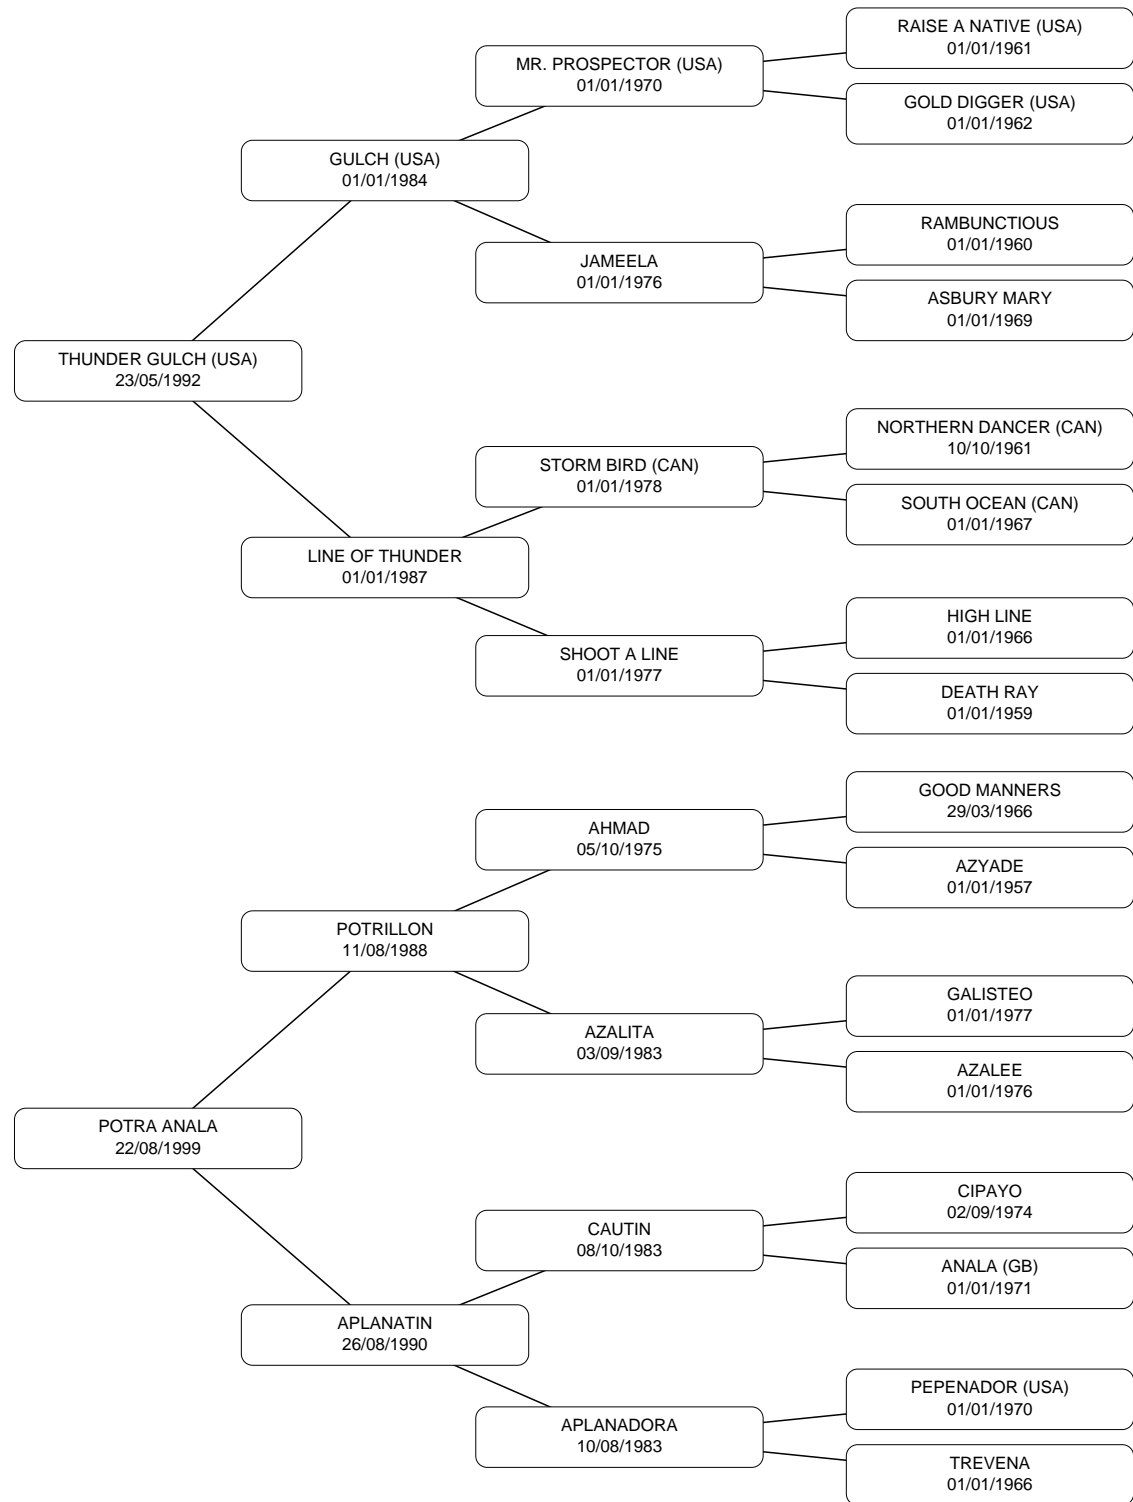 RAISE A NATIVE (USA)
01/01/1961
MR. PROSPECTOR (USA)
01/01/1970
GOLD DIGGER (USA)
01/01/1962
GULCH (USA)
01/01/1984
RAMBUNCTIOUS
01/01/1960
JAMEELA
01/01/1976
ASBURY MARY
01/01/1969
THUNDER GULCH (USA)
23/05/1992
NORTHERN DANCER (CAN)
10/10/1961
STORM BIRD (CAN)
01/01/1978
SOUTH OCEAN (CAN)
01/01/1967
LINE OF THUNDER
01/01/1987
HIGH LINE
01/01/1966
SHOOT A LINE
01/01/1977
DEATH RAY
01/01/1959
GOOD MANNERS
29/03/1966
AHMAD
05/10/1975
AZYADE
01/01/1957
POTRILLON
11/08/1988
GALISTEO
01/01/1977
AZALITA
03/09/1983
AZALEE
01/01/1976
POTRA ANALA
22/08/1999
CIPAYO
02/09/1974
CAUTIN
08/10/1983
ANALA (GB)
01/01/1971
APLANATIN
26/08/1990
PEPENADOR (USA)
01/01/1970
APLANADORA
10/08/1983
TREVENA
01/01/1966